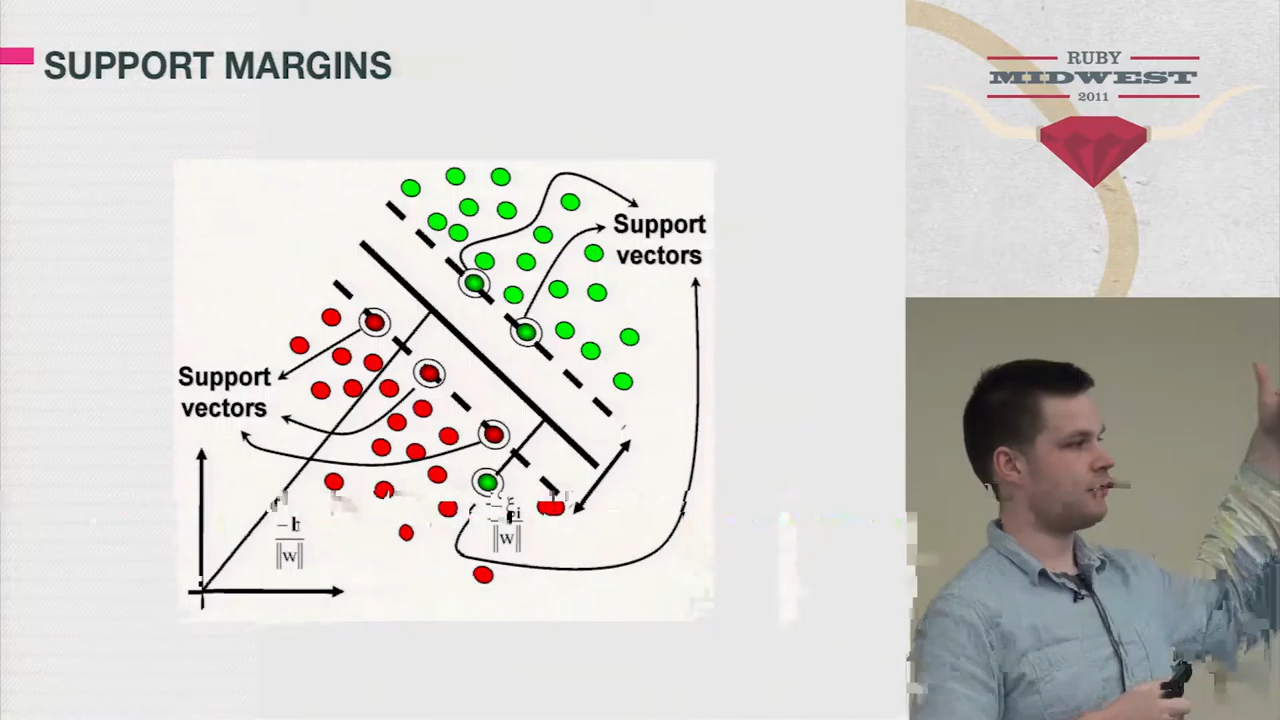 SUPPORT MARGINS
RUBY
MIDWEST
2011
Support
vectors
Support
vectors
‖w‖
‖w‖